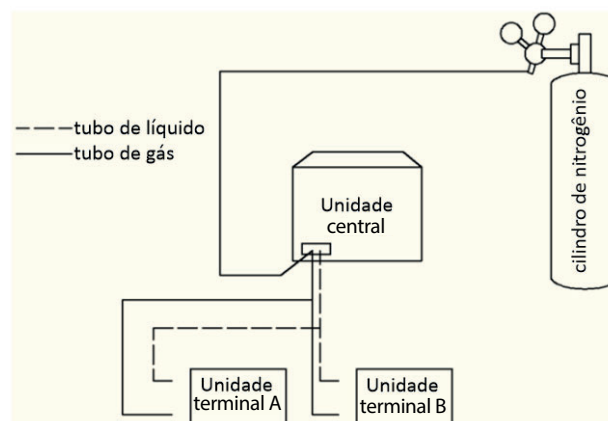 tubo de líquido
tubo de gás
Unidade
central
cilindro de nitrogênio
Unidade
terminal A
Unidade
terminal B